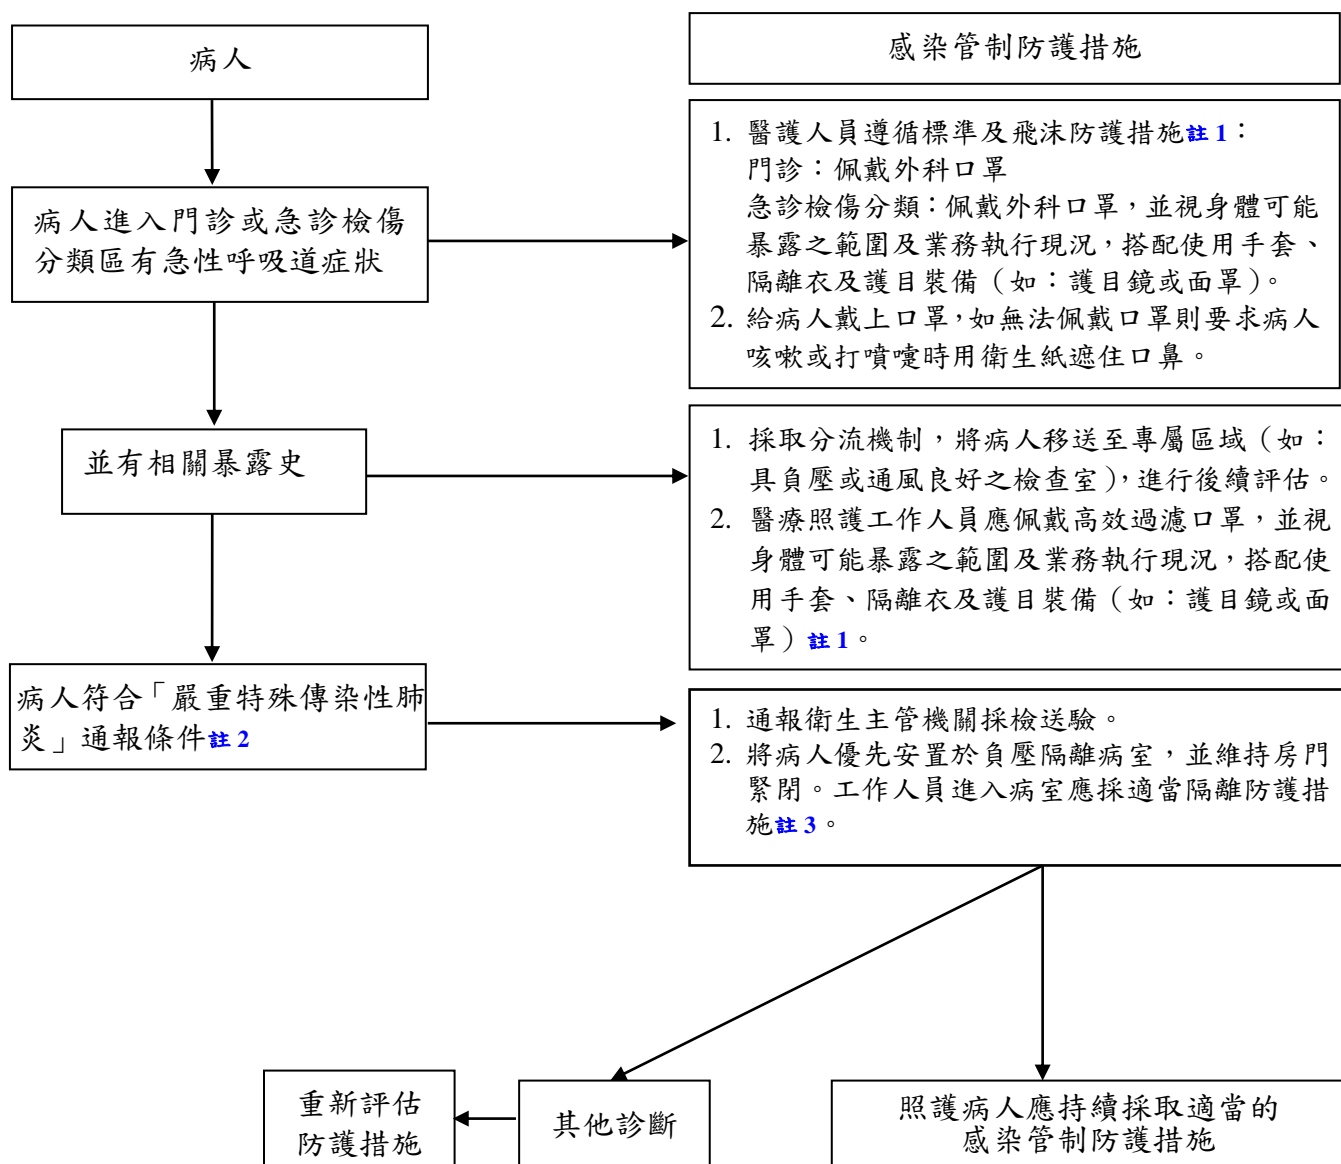 病人
感染管制防護措施
1. 醫護人員遵循標準及飛沫防護措施註 1：
門診：佩戴外科口罩
急診檢傷分類：佩戴外科口罩，並視身體可能
暴露之範圍及業務執行現況，搭配使用手套、
隔離衣及護目裝備（如：護目鏡或面罩）。
2. 給病人戴上口罩，如無法佩戴口罩則要求病人
咳嗽或打噴嚏時用衛生紙遮住口鼻。
病人進入門診或急診檢傷
分類區有急性呼吸道症狀
並有相關暴露史
1. 採取分流機制，將病人移送至專屬區域（如：
具負壓或通風良好之檢查室），進行後續評估。
2. 醫療照護工作人員應佩戴高效過濾口罩，並視
身體可能暴露之範圍及業務執行現況，搭配使
用手套、隔離衣及護目裝備（如：護目鏡或面
罩）註 1。
病人符合「嚴重特殊傳染性肺
炎」通報條件註 2
1. 通報衛生主管機關採檢送驗。
2. 將病人優先安置於負壓隔離病室，並維持房門
緊閉。工作人員進入病室應採適當隔離防護措
施註 3。
重新評估
防護措施
其他診斷
照護病人應持續採取適當的
感染管制防護措施